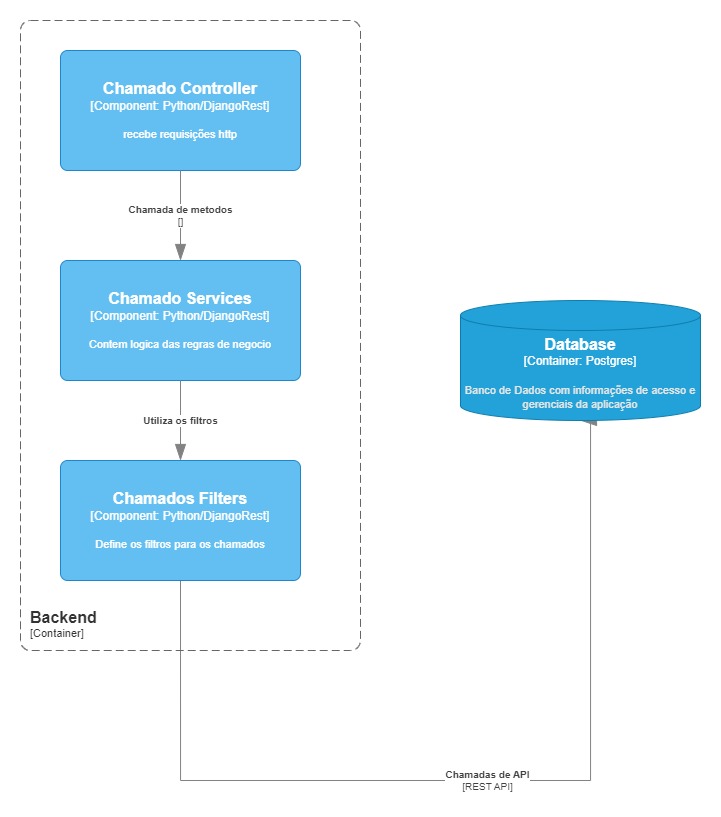 Chamado Controller
[Component: Python/DjangoRest]
recebe requisições http
Chamada de metodos
[]
Chamado Services
[Component: Python/DjangoRest]
Contem logica das regras de negocio
Utiliza os filtros
Chamados Filters
[Component: Python/DjangoRest]
Define os filtros para os chamados
Backend
[Container]
Database
[Container: Postgres]
Banco de Dados com informações de acesso e
gerenciais da aplicação
Chamadas de API
[REST API]